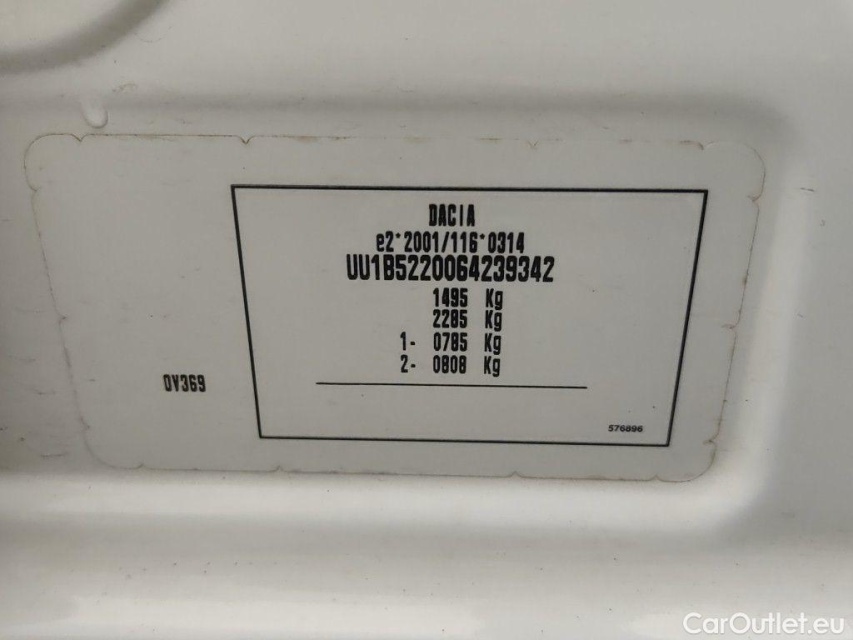 DACIA
e2*2001/116*0314
UU1B5220064239342
1495 Kg
2285 Kg
1- 0785 Kg
2- 0808 Kg
OV369
576896
CarOutlet.eu